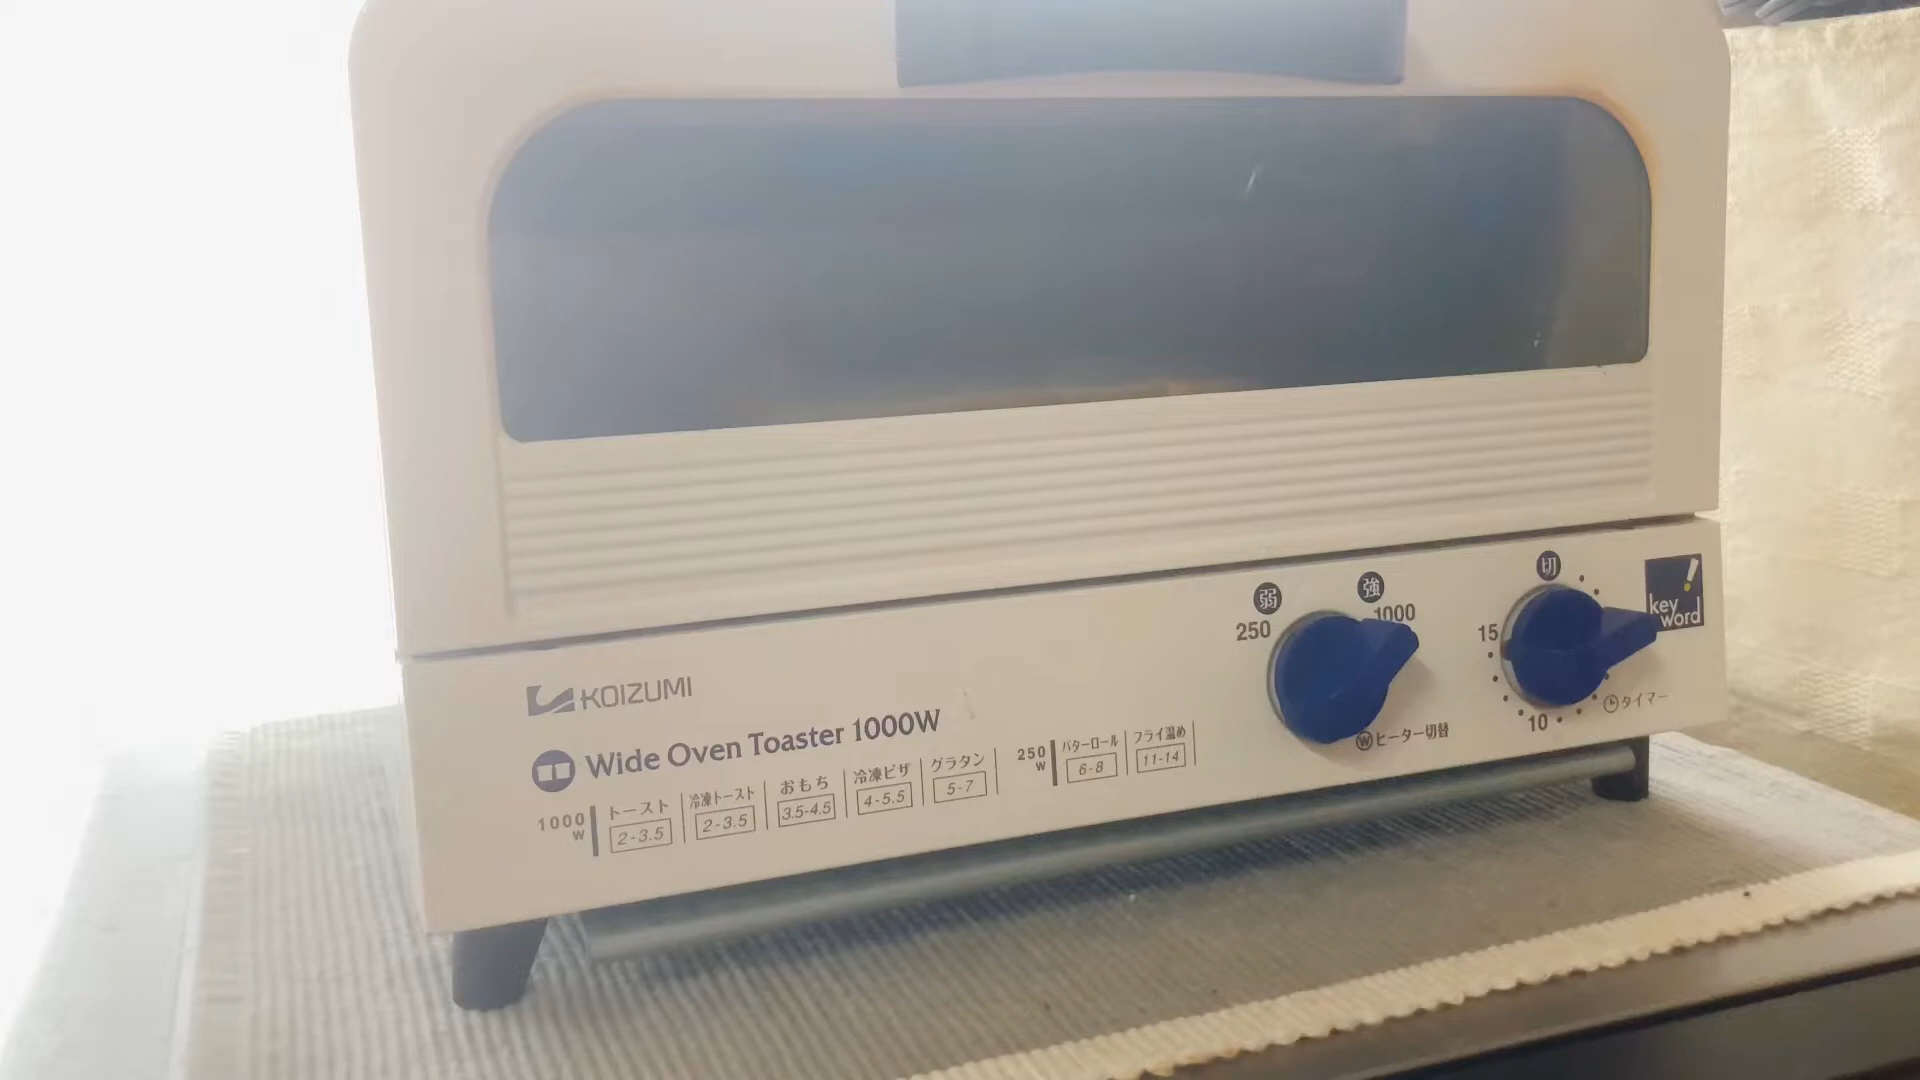 KOIZUMI
Wide Oven Toaster 1000W
1000
W
トースト
2-3.5
冷凍トースト
2-3.5
おもち
3.5-4.5
冷凍ピザ
4-5.5
グラタン
5-7
250
W
バターロール
6-8
フライ温め
11-14
弱
250
強
1000
Ⓦヒーター切替
切
15
10
タイマー
key
word